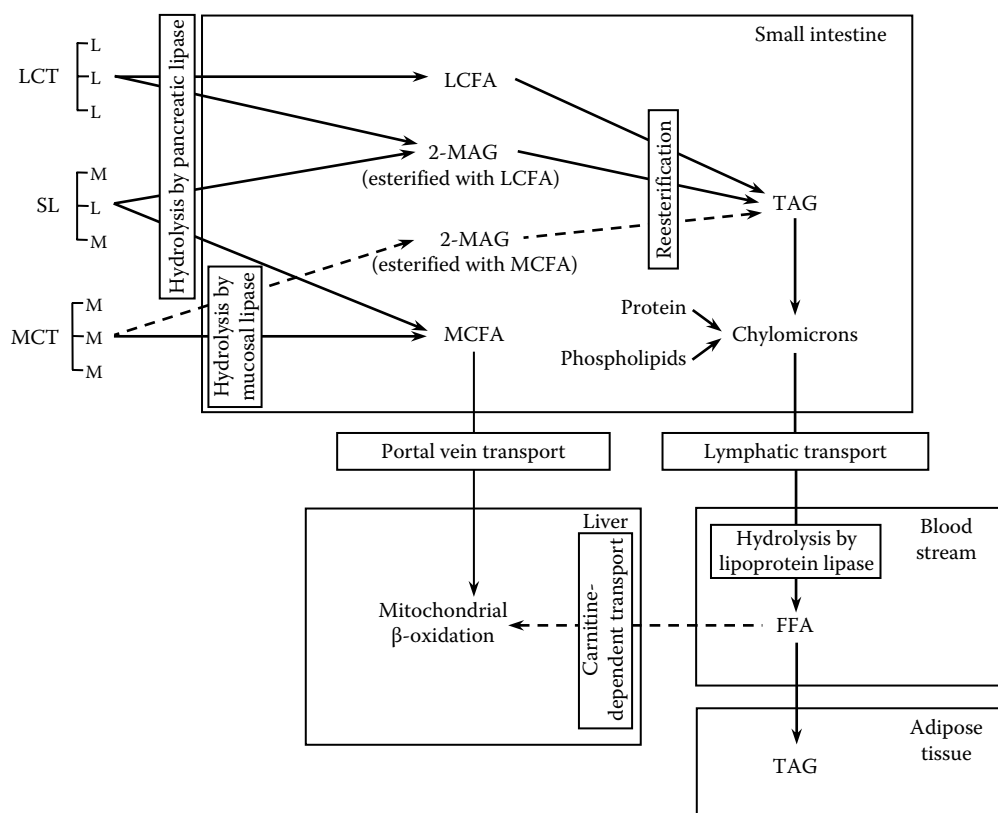 Small intestine
LCT
L
L
L
Hydrolysis by pancreatic lipase
LCFA
2-MAG
(esterified with LCFA)
SL
M
L
M
Reesterification
TAG
2-MAG
(esterified with MCFA)
MCT
M
M
M
Hydrolysis by
mucosal lipase
MCFA
Protein
Phospholipids
Chylomicrons
Portal vein transport
Lymphatic transport
Liver
Mitochondrial
β-oxidation
Carnitine-
dependent transport
Blood
stream
Hydrolysis by
lipoprotein lipase
FFA
Adipose
tissue
TAG